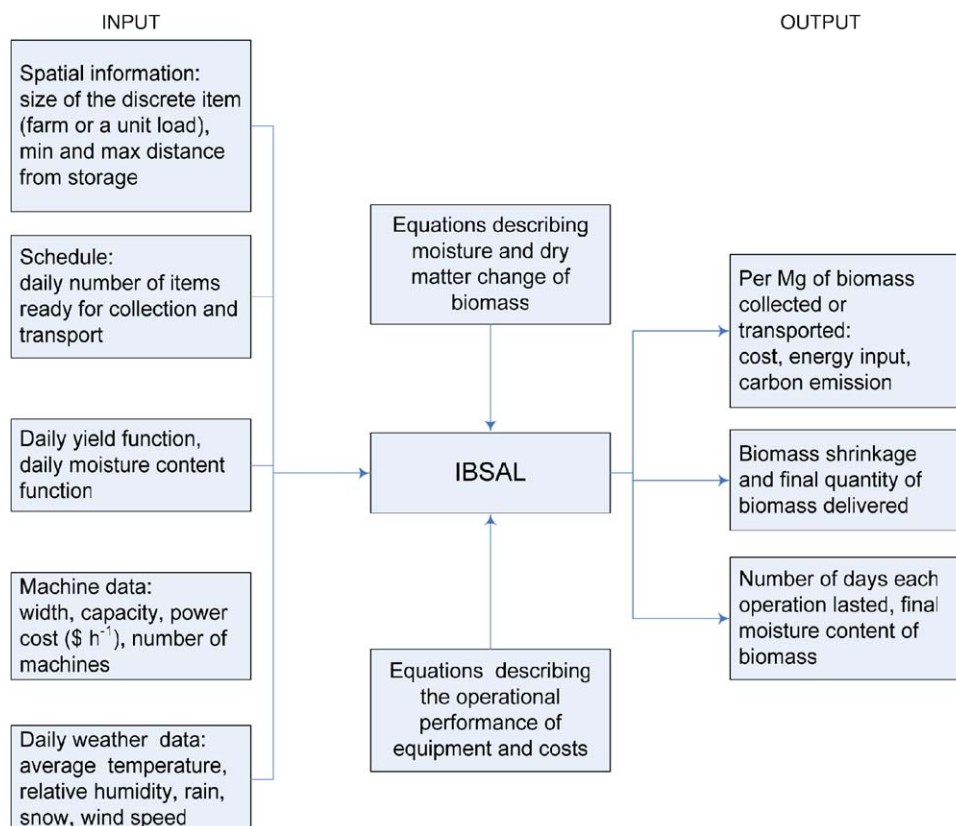 INPUT
Spatial information:
size of the discrete item
(farm or a unit load),
min and max distance
from storage
Schedule:
daily number of items
ready for collection and
transport
Daily yield function,
daily moisture content
function
Machine data:
width, capacity, power
cost ($ h⁻¹), number of
machines
Daily weather data:
average temperature,
relative humidity, rain,
snow, wind speed
Equations describing
moisture and dry
matter change of
biomass
IBSAL
Equations describing
the operational
performance of
equipment and costs
OUTPUT
Per Mg of biomass
collected or
transported:
cost, energy input,
carbon emission
Biomass shrinkage
and final quantity of
biomass delivered
Number of days each
operation lasted, final
moisture content of
biomass